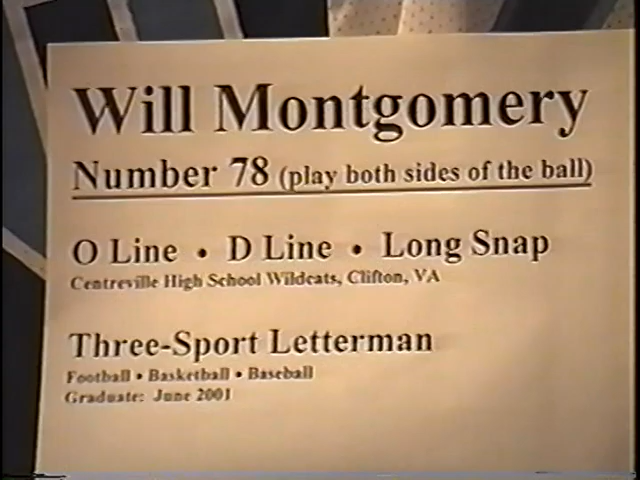 Will Montgomery
Number 78 (play both sides of the ball)
O Line • D Line • Long Snap
Centreville High School Wildcats, Clifton, VA
Three-Sport Letterman
Football • Basketball • Baseball
Graduate: June 2001